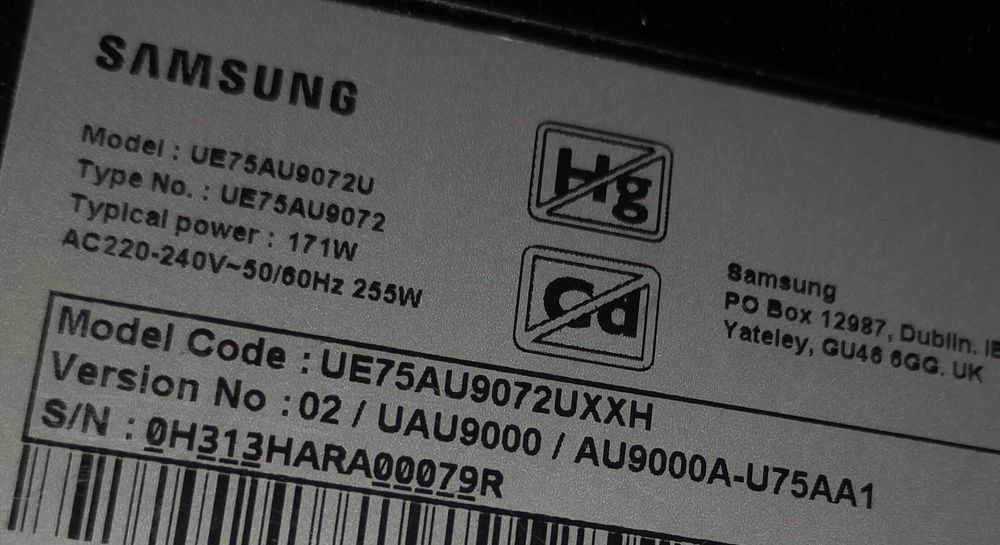 SAMSUNG
Model : UE75AU9072U
Type No. : UE75AU9072
Typical power : 171W
AC220-240V~50/60Hz 255W
Hg
Cd
Samsung
PO Box 12987, Dublin. IE
Yateley, GU46 6GG. UK
Model Code : UE75AU9072UXXH
Version No : 02 / UAU9000 / AU9000A-U75AA1
S/N : 0H313HARA00079R